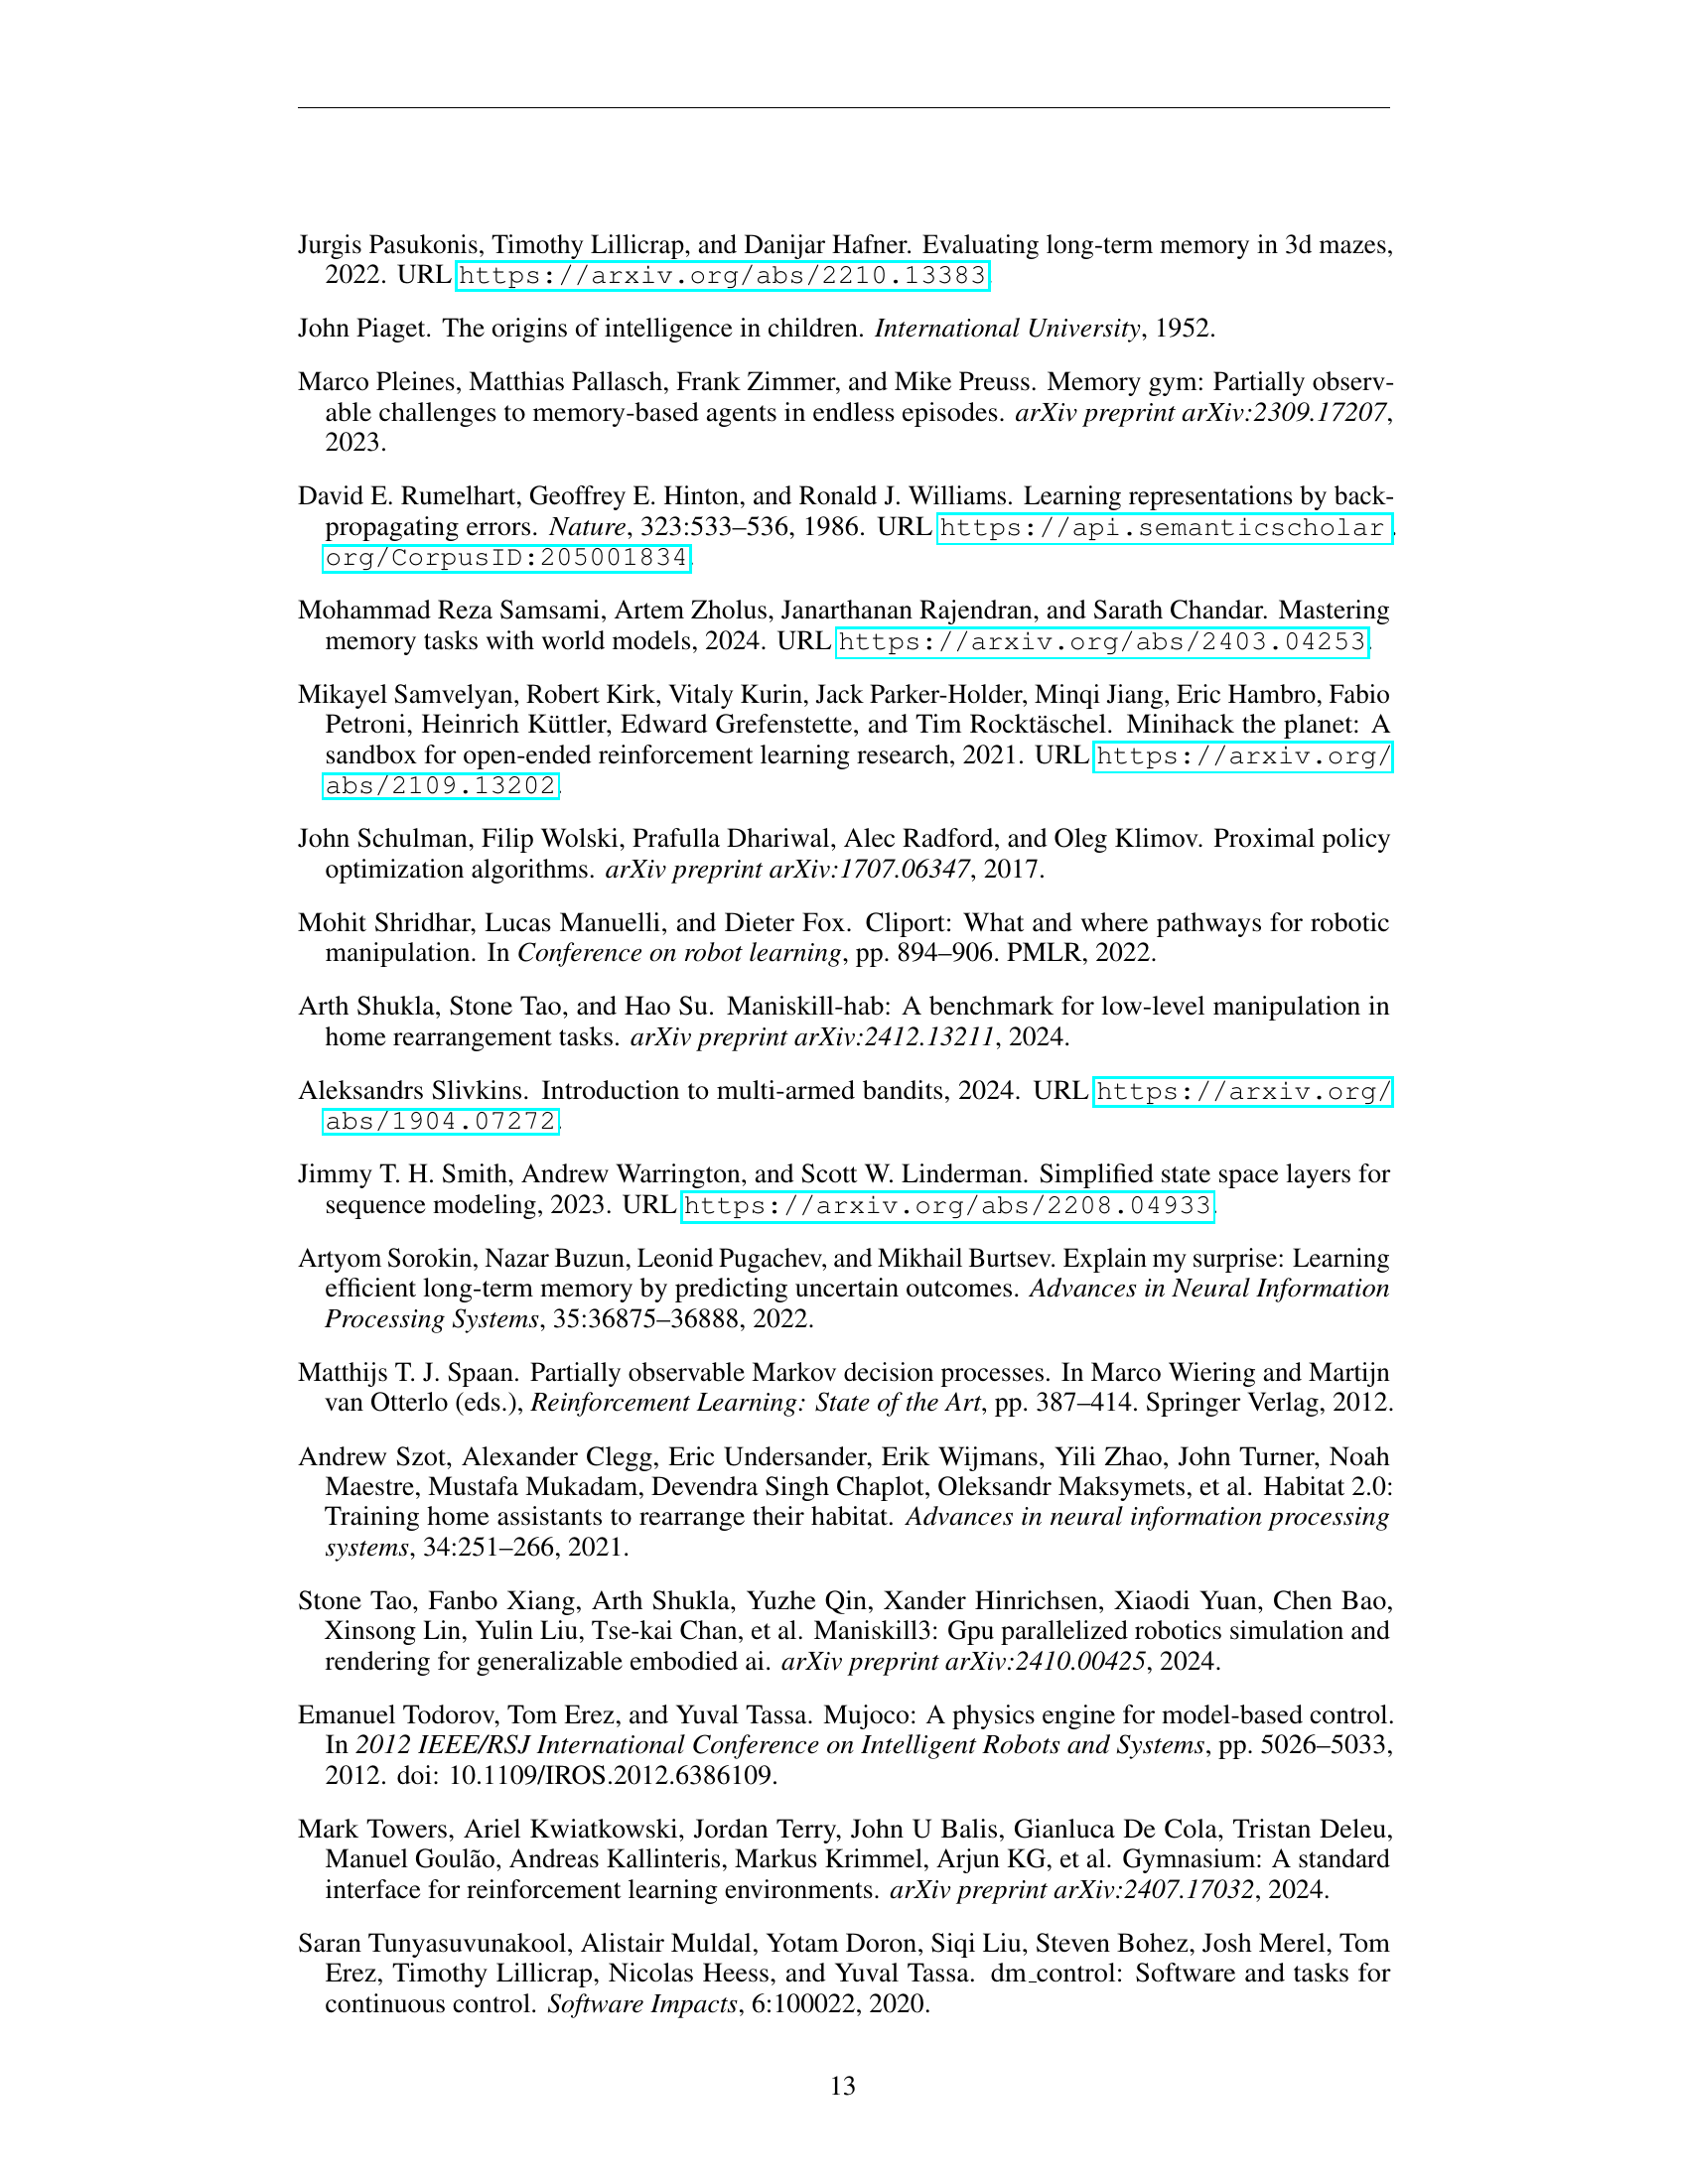 Jurgis Pasukonis, Timothy Lillicrap, and Danijar Hafner. Evaluating long-term memory in 3d mazes,
2022. URL https://arxiv.org/abs/2210.13383.
John Piaget. The origins of intelligence in children. International University, 1952.
Marco Pleines, Matthias Pallasch, Frank Zimmer, and Mike Preuss. Memory gym: Partially observ-
able challenges to memory-based agents in endless episodes. arXiv preprint arXiv:2309.17207,
2023.
David E. Rumelhart, Geoffrey E. Hinton, and Ronald J. Williams. Learning representations by back-
propagating errors. Nature, 323:533–536, 1986. URL https://api.semanticscholar.
org/CorpusID:205001834.
Mohammad Reza Samsami, Artem Zholus, Janarthanan Rajendran, and Sarath Chandar. Mastering
memory tasks with world models, 2024. URL https://arxiv.org/abs/2403.04253.
Mikayel Samvelyan, Robert Kirk, Vitaly Kurin, Jack Parker-Holder, Minqi Jiang, Eric Hambro, Fabio
Petroni, Heinrich Küttler, Edward Grefenstette, and Tim Rocktäschel. Minihack the planet: A
sandbox for open-ended reinforcement learning research, 2021. URL https://arxiv.org/
abs/2109.13202.
John Schulman, Filip Wolski, Prafulla Dhariwal, Alec Radford, and Oleg Klimov. Proximal policy
optimization algorithms. arXiv preprint arXiv:1707.06347, 2017.
Mohit Shridhar, Lucas Manuelli, and Dieter Fox. Cliport: What and where pathways for robotic
manipulation. In Conference on robot learning, pp. 894–906. PMLR, 2022.
Arth Shukla, Stone Tao, and Hao Su. Maniskill-hab: A benchmark for low-level manipulation in
home rearrangement tasks. arXiv preprint arXiv:2412.13211, 2024.
Aleksandrs Slivkins. Introduction to multi-armed bandits, 2024. URL https://arxiv.org/
abs/1904.07272.
Jimmy T. H. Smith, Andrew Warrington, and Scott W. Linderman. Simplified state space layers for
sequence modeling, 2023. URL https://arxiv.org/abs/2208.04933.
Artyom Sorokin, Nazar Buzun, Leonid Pugachev, and Mikhail Burtsev. Explain my surprise: Learning
efficient long-term memory by predicting uncertain outcomes. Advances in Neural Information
Processing Systems, 35:36875–36888, 2022.
Matthijs T. J. Spaan. Partially observable Markov decision processes. In Marco Wiering and Martijn
van Otterlo (eds.), Reinforcement Learning: State of the Art, pp. 387–414. Springer Verlag, 2012.
Andrew Szot, Alexander Clegg, Eric Undersander, Erik Wijmans, Yili Zhao, John Turner, Noah
Maestre, Mustafa Mukadam, Devendra Singh Chaplot, Oleksandr Maksymets, et al. Habitat 2.0:
Training home assistants to rearrange their habitat. Advances in neural information processing
systems, 34:251–266, 2021.
Stone Tao, Fanbo Xiang, Arth Shukla, Yuzhe Qin, Xander Hinrichsen, Xiaodi Yuan, Chen Bao,
Xinsong Lin, Yulin Liu, Tse-kai Chan, et al. Maniskill3: Gpu parallelized robotics simulation and
rendering for generalizable embodied ai. arXiv preprint arXiv:2410.00425, 2024.
Emanuel Todorov, Tom Erez, and Yuval Tassa. Mujoco: A physics engine for model-based control.
In 2012 IEEE/RSJ International Conference on Intelligent Robots and Systems, pp. 5026–5033,
2012. doi: 10.1109/IROS.2012.6386109.
Mark Towers, Ariel Kwiatkowski, Jordan Terry, John U Balis, Gianluca De Cola, Tristan Deleu,
Manuel Goulão, Andreas Kallinteris, Markus Krimmel, Arjun KG, et al. Gymnasium: A standard
interface for reinforcement learning environments. arXiv preprint arXiv:2407.17032, 2024.
Saran Tunyasuvunakool, Alistair Muldal, Yotam Doron, Siqi Liu, Steven Bohez, Josh Merel, Tom
Erez, Timothy Lillicrap, Nicolas Heess, and Yuval Tassa. dm_control: Software and tasks for
continuous control. Software Impacts, 6:100022, 2020.
13